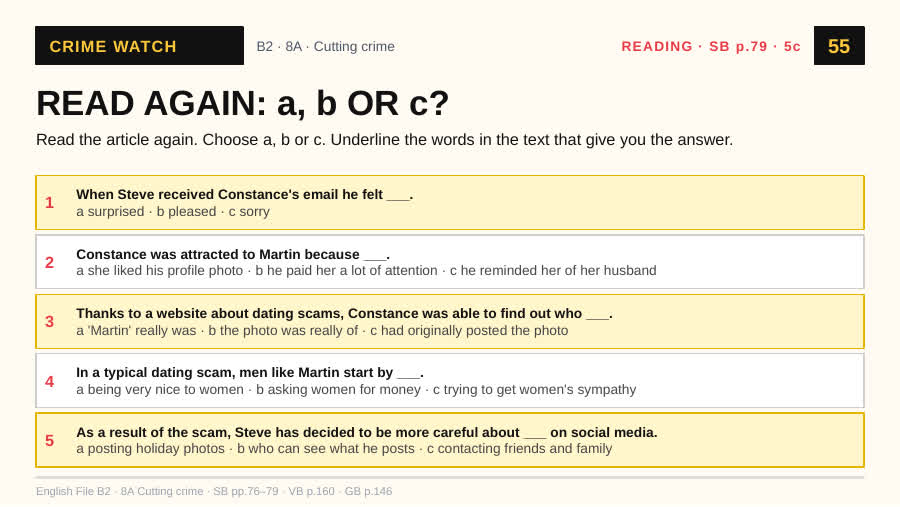 CRIME WATCH
B2 · 8A · Cutting crime
READING · SB p.79 · 5c
55
READ AGAIN: a, b OR c?
Read the article again. Choose a, b or c. Underline the words in the text that give you the answer.
1
When Steve received Constance's email he felt ___.
a surprised · b pleased · c sorry
2
Constance was attracted to Martin because ___.
a she liked his profile photo · b he paid her a lot of attention · c he reminded her of her husband
3
Thanks to a website about dating scams, Constance was able to find out who ___.
a 'Martin' really was · b the photo was really of · c had originally posted the photo
4
In a typical dating scam, men like Martin start by ___.
a being very nice to women · b asking women for money · c trying to get women's sympathy
5
As a result of the scam, Steve has decided to be more careful about ___ on social media.
a posting holiday photos · b who can see what he posts · c contacting friends and family
English File B2 · 8A Cutting crime · SB pp.76–79 · VB p.160 · GB p.146